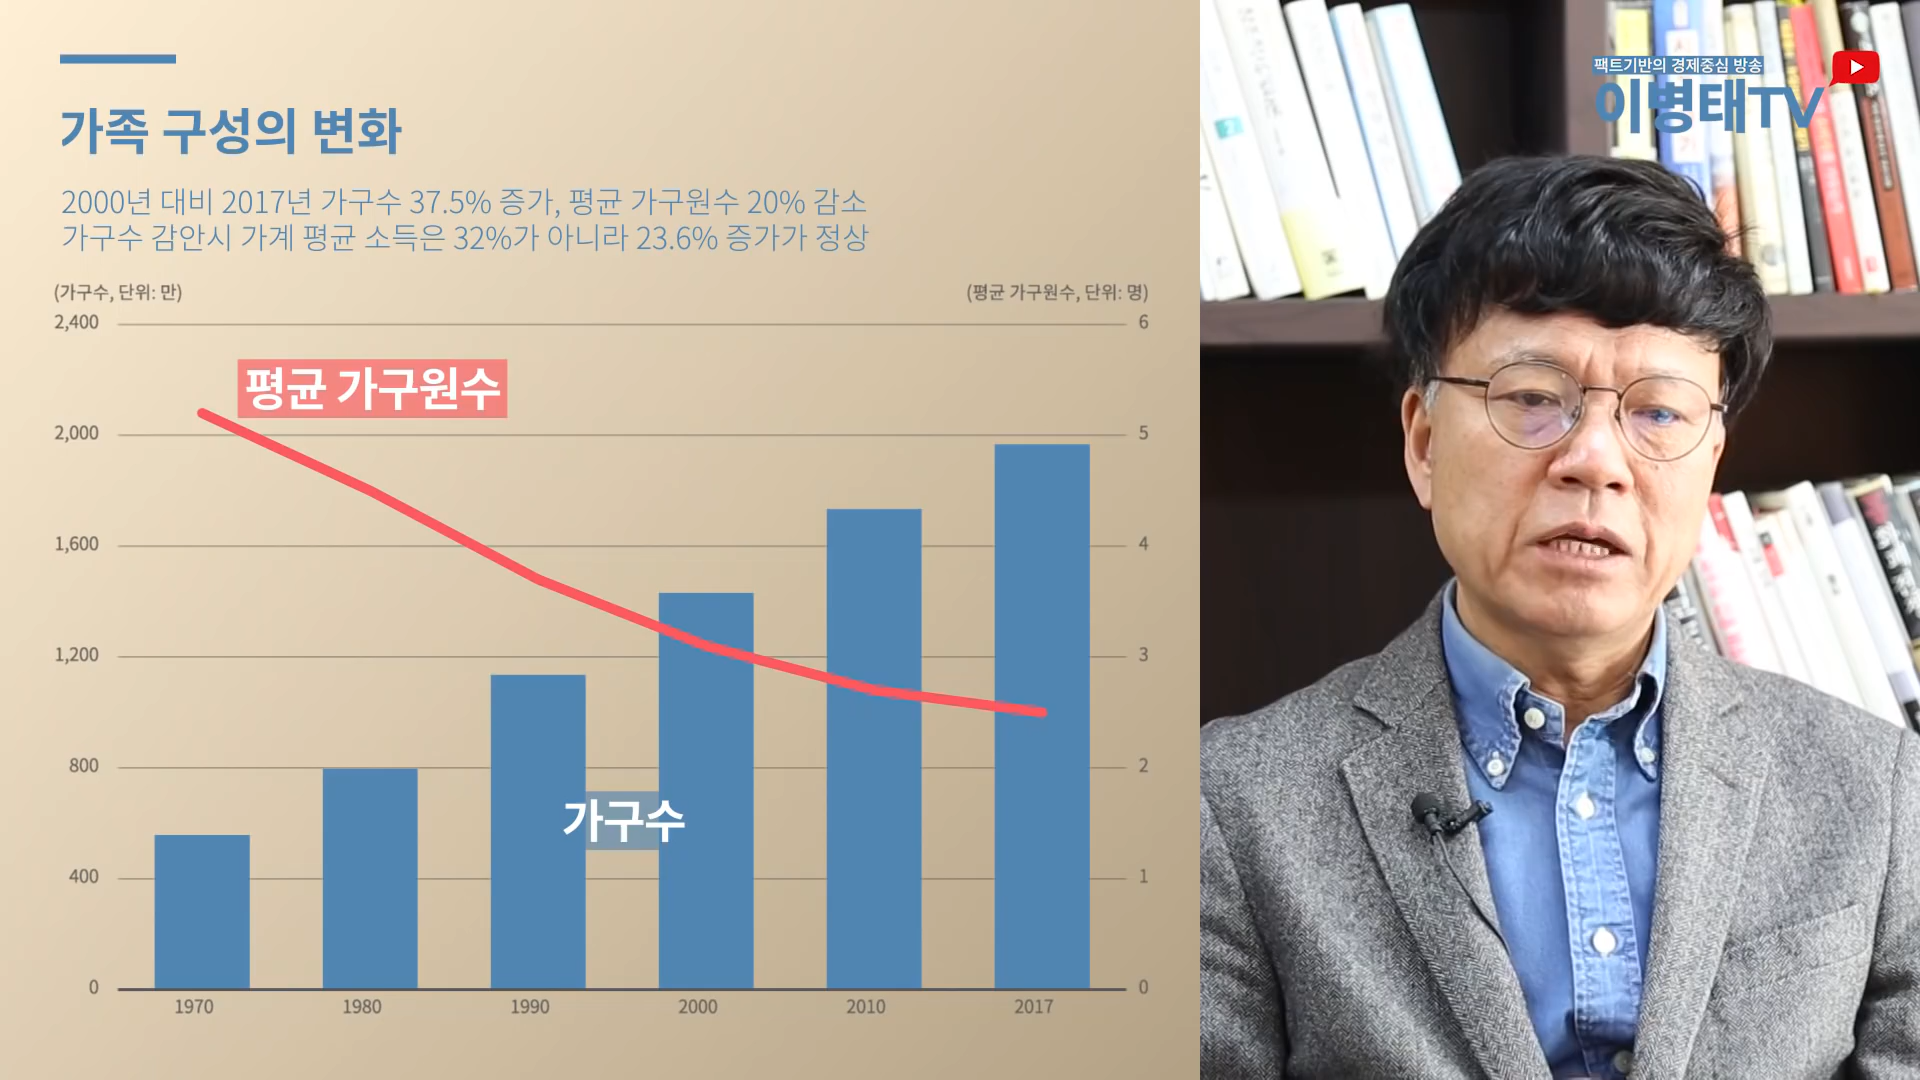 가족 구성의 변화
2000년 대비 2017년 가구수 37.5% 증가, 평균 가구원수 20% 감소
가구수 감안시 가계 평균 소득은 32%가 아니라 23.6% 증가가 정상
(가구수, 단위: 만)
(평균 가구원수, 단위: 명)
2,400
6
평균 가구원수
2,000
5
1,600
4
1,200
3
800
2
가구수
400
1
0
0
1970 1980 1990 2000 2010 2017
팩트기반의 경제중심 방송
이병태TV